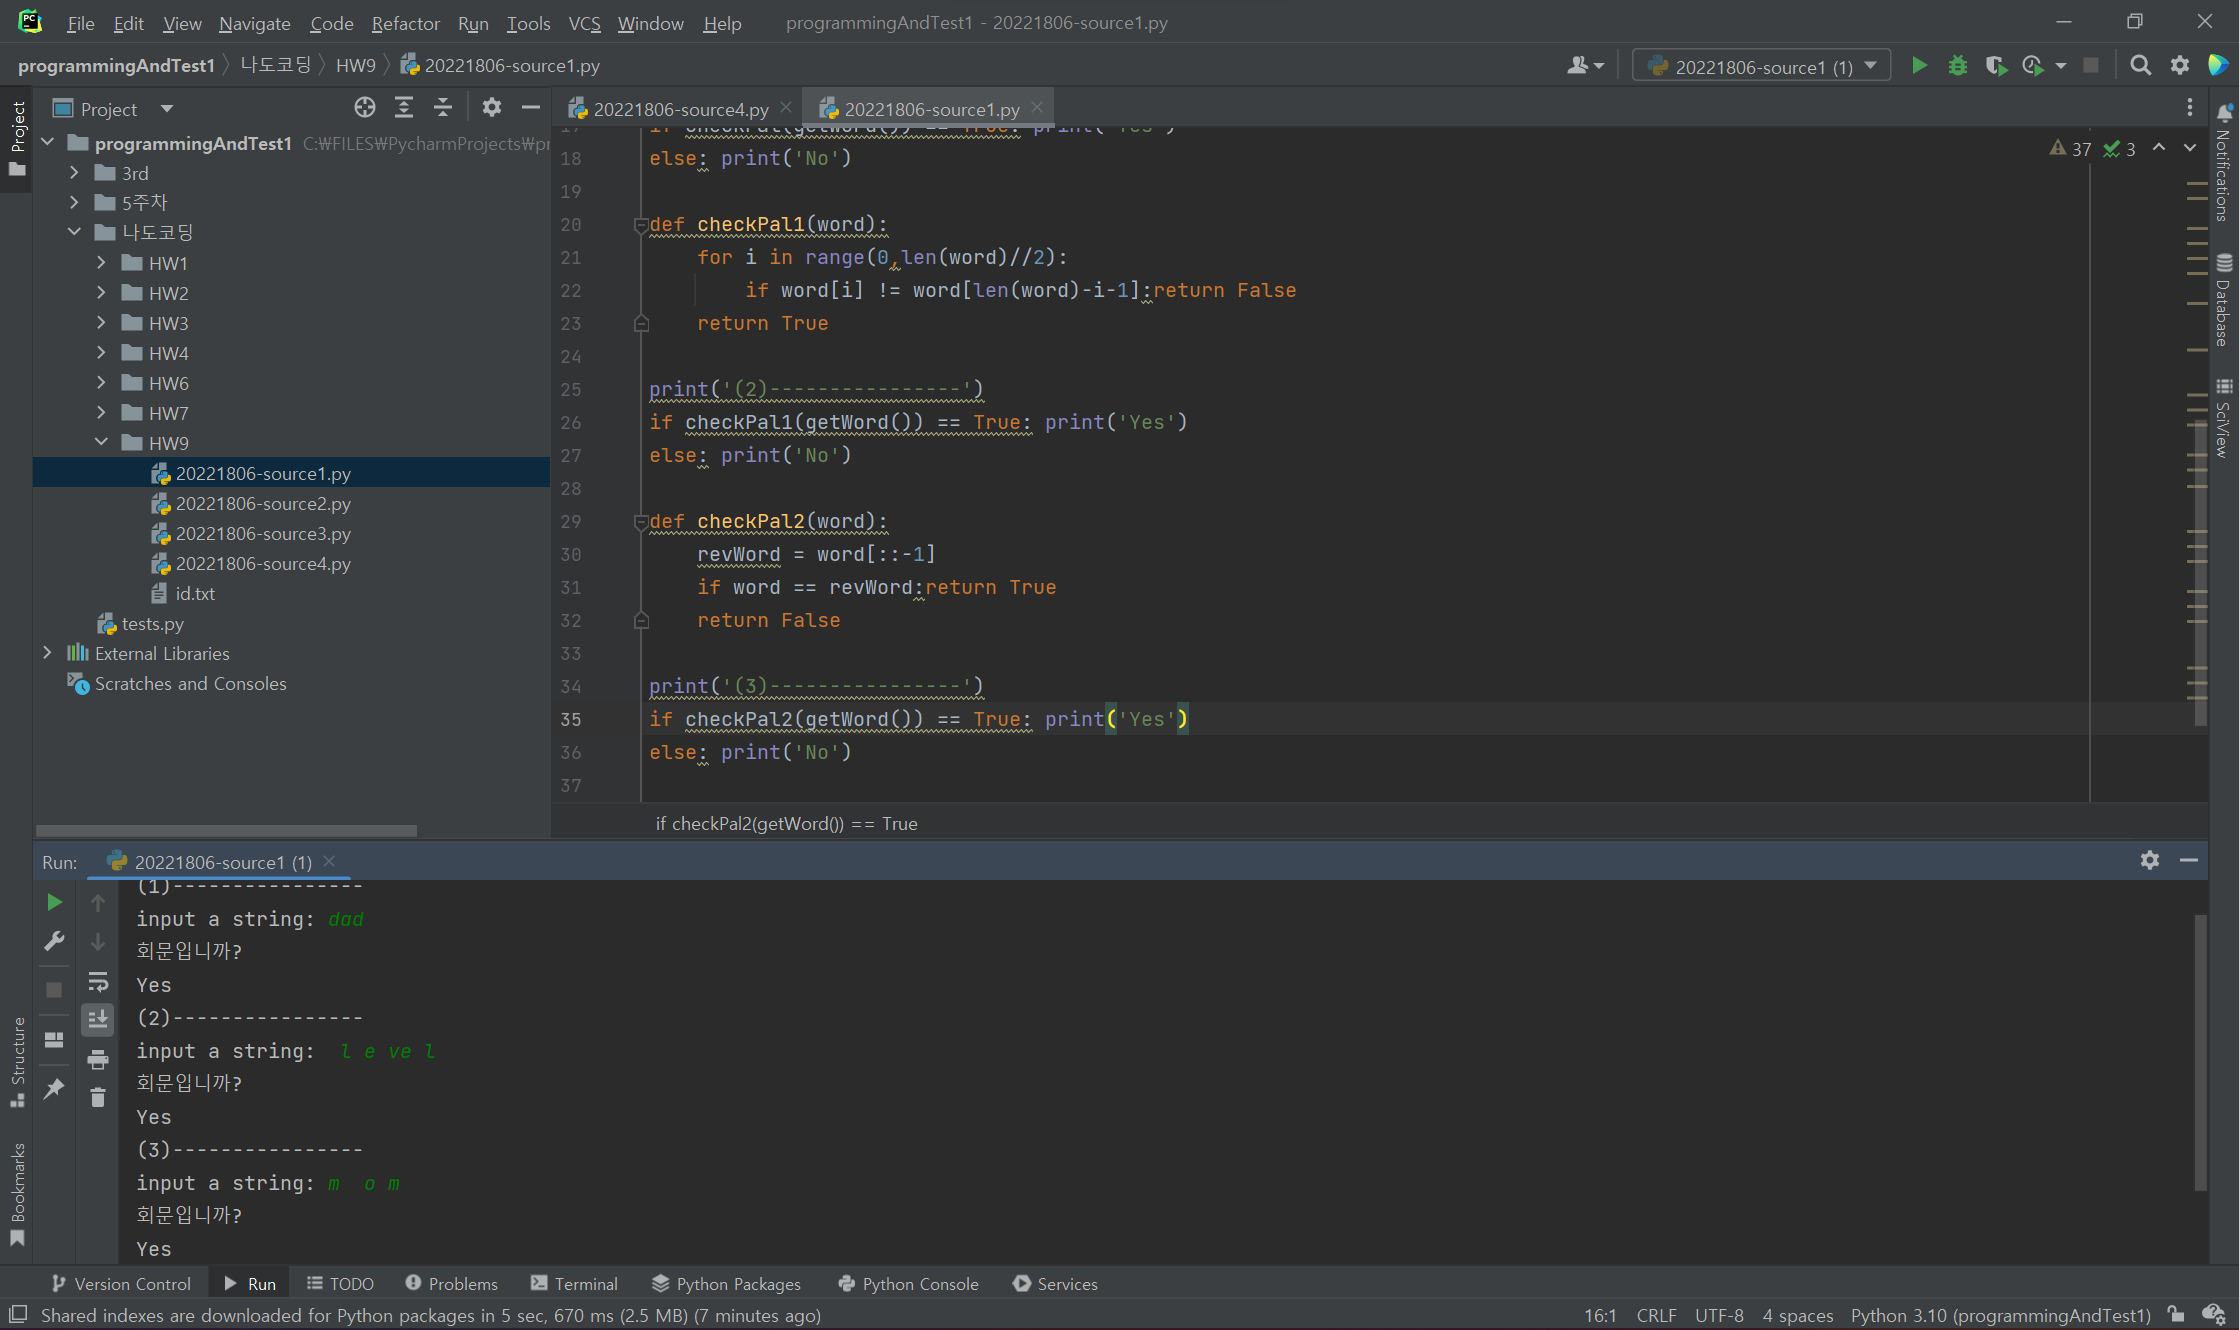 File Edit View Navigate Code Refactor Run Tools VCS Window Help programmingAndTest1 - 20221806-source1.py
programmingAndTest1 나도코딩 HW9 20221806-source1.py
20221806-source1 (1)
Project
Project
programmingAndTest1 C:₩FILES₩PycharmProjects₩pr
3rd
5주차
나도코딩
HW1
HW2
HW3
HW4
HW6
HW7
HW9
20221806-source1.py
20221806-source2.py
20221806-source3.py
20221806-source4.py
id.txt
tests.py
External Libraries
Scratches and Consoles
20221806-source4.py 20221806-source1.py
37 3
17 if checkPal(getWord()) == True: print('Yes')
18 else: print('No')
19
20 def checkPal1(word):
21 for i in range(0,len(word)//2):
22 if word[i] != word[len(word)-i-1]:return False
23 return True
24
25 print('(2)----------------')
26 if checkPal1(getWord()) == True: print('Yes')
27 else: print('No')
28
29 def checkPal2(word):
30 revWord = word[::-1]
31 if word == revWord:return True
32 return False
33
34 print('(3)----------------')
35 if checkPal2(getWord()) == True: print('Yes')
36 else: print('No')
37
if checkPal2(getWord()) == True
Notifications
Database
SciView
Run: 20221806-source1 (1)
(1)----------------
input a string: dad
회문입니까?
Yes
(2)----------------
input a string:  l e ve l
회문입니까?
Yes
(3)----------------
input a string: m  o m
회문입니까?
Yes
Structure
Bookmarks
Version Control Run TODO Problems Terminal Python Packages Python Console Services
Shared indexes are downloaded for Python packages in 5 sec, 670 ms (2.5 MB) (7 minutes ago) 16:1 CRLF UTF-8 4 spaces Python 3.10 (programmingAndTest1)